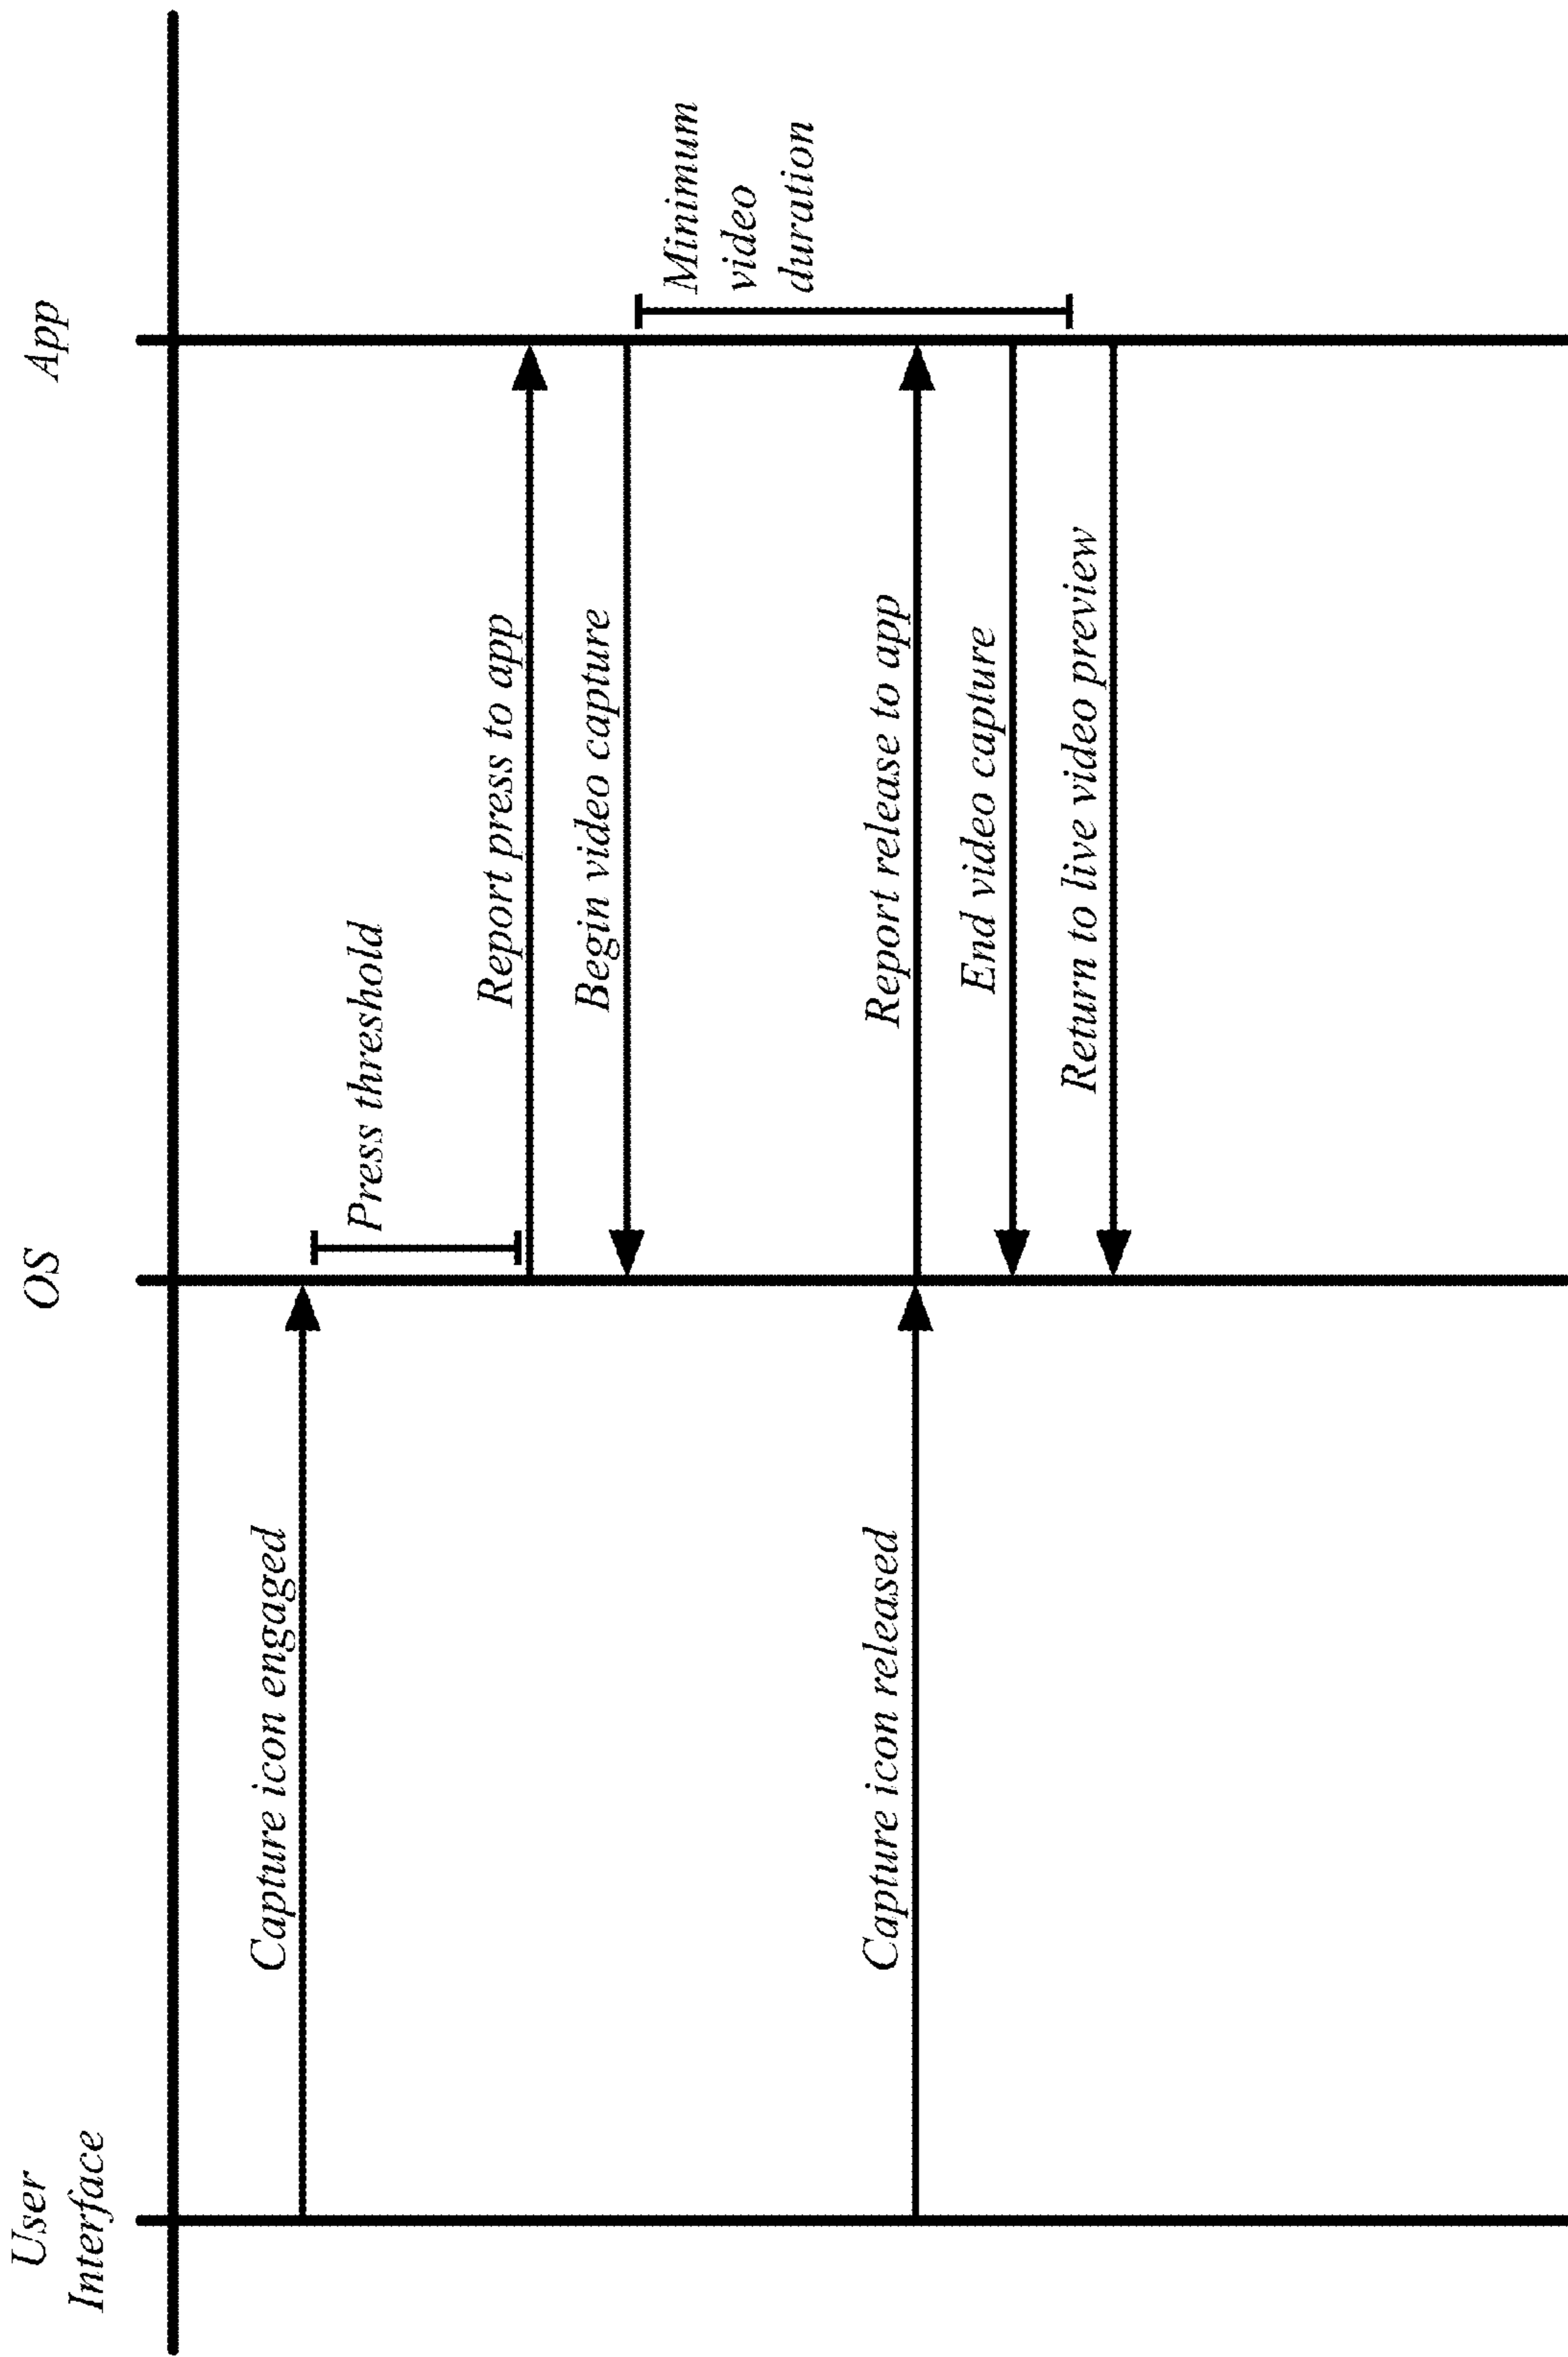 User
Interface
OS
App
Capture icon engaged
Press threshold
Report press to app
Begin video capture
Minimum
video
duration
Capture icon released
Report release to app
End video capture
Return to live video preview